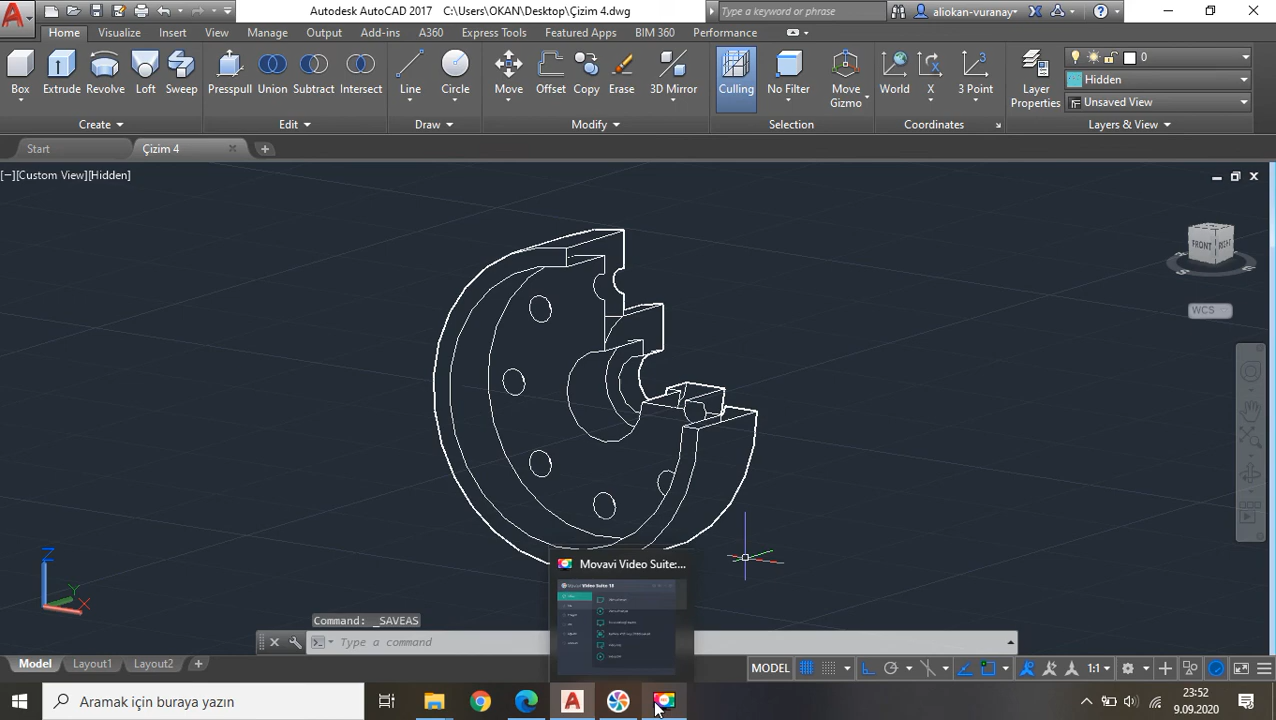 Autodesk AutoCAD 2017 C:\Users\OKAN\Desktop\Çizim 4.dwg
Type a keyword or phrase
aliokan-vuranay
Home Visualize Insert View Manage Output Add-ins A360 Express Tools Featured Apps BIM 360 Performance
Box Extrude Revolve Loft Sweep
Presspull Union Subtract Intersect
Line Circle
Move Offset Copy Erase 3D Mirror
Culling No Filter Move Gizmo
World X 3 Point
Layer Properties
0
Hidden
Unsaved View
Create Edit Draw Modify Selection Coordinates Layers & View
Start Çizim 4
[−][Custom View][Hidden]
FRONT RIGHT
S
WCS
Z
Y
X
Movavi Video Suite:...
Command: _SAVEAS
Type a command
Model Layout1 Layout2 +
MODEL 1:1
Aramak için buraya yazın
23:52
9.09.2020